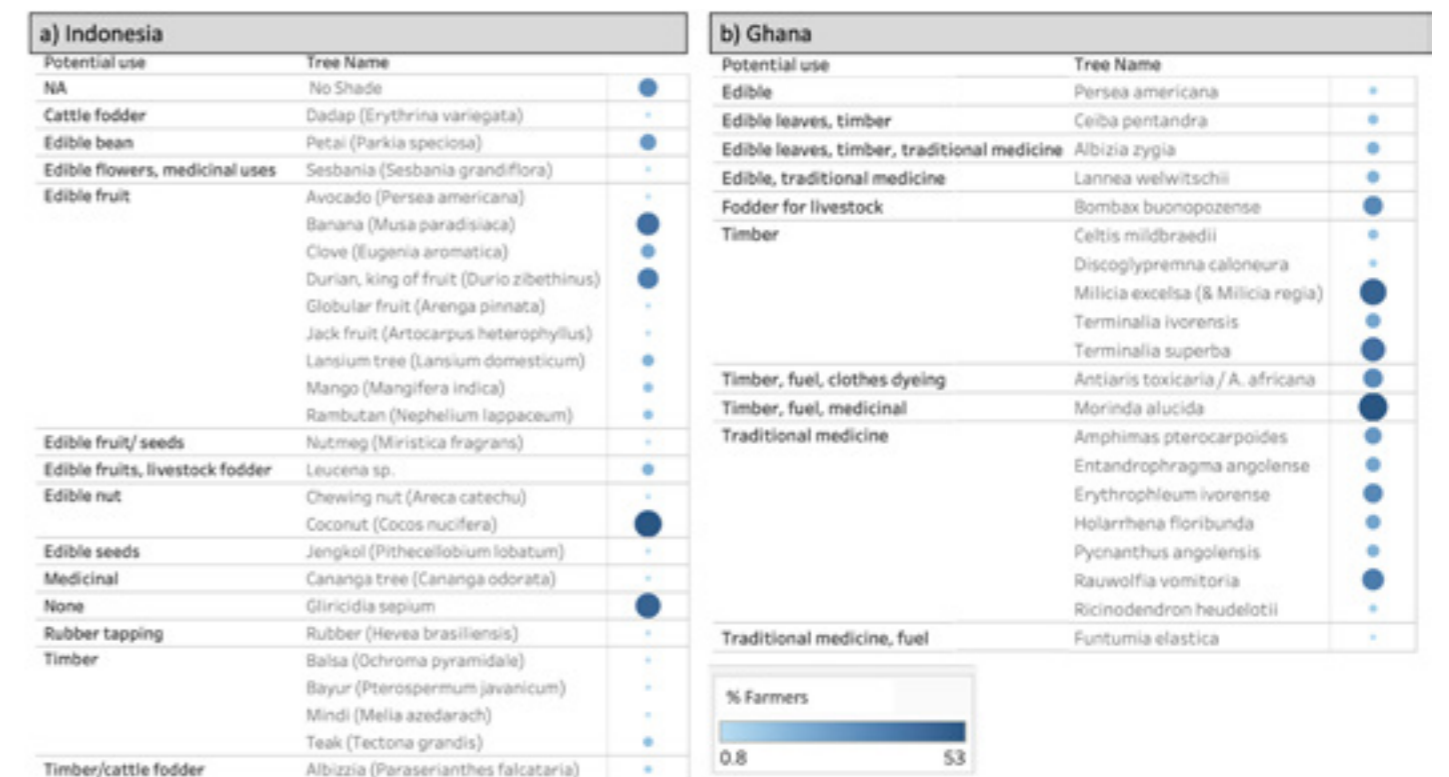 a) Indonesia
Potential use Tree Name
NA No Shade
Cattle fodder Dadap (Erythrina variegata)
Edible bean Petai (Parkia speciosa)
Edible flowers, medicinal uses Sesbania (Sesbania grandiflora)
Edible fruit Avocado (Persea americana)
Banana (Musa paradisiaca)
Clove (Eugenia aromatica)
Durian, king of fruit (Durio zibethinus)
Globular fruit (Arenga pinnata)
Jack fruit (Artocarpus heterophyllus)
Lansium tree (Lansium domesticum)
Mango (Mangifera indica)
Rambutan (Nephelium lappaceum)
Edible fruit/ seeds Nutmeg (Miristica fragrans)
Edible fruits, livestock fodder Leucena sp.
Edible nut Chewing nut (Areca catechu)
Coconut (Cocos nucifera)
Edible seeds Jengkol (Pithecellobium lobatum)
Medicinal Cananga tree (Cananga odorata)
None Gliricidia sepium
Rubber tapping Rubber (Hevea brasiliensis)
Timber Balsa (Ochroma pyramidale)
Bayur (Pterospermum javanicum)
Mindi (Melia azedarach)
Teak (Tectona grandis)
Timber/cattle fodder Albizzia (Paraserianthes falcataria)
b) Ghana
Potential use Tree Name
Edible Persea americana
Edible leaves, timber Ceiba pentandra
Edible leaves, timber, traditional medicine Albizia zygia
Edible, traditional medicine Lannea welwitschii
Fodder for livestock Bombax buonopozense
Timber Celtis mildbraedii
Discoglypremna caloneura
Milicia excelsa (& Milicia regia)
Terminalia ivorensis
Terminalia superba
Timber, fuel, clothes dyeing Antiaris toxicaria / A. africana
Timber, fuel, medicinal Morinda alucida
Traditional medicine Amphimas pterocarpoides
Entandrophragma angolense
Erythrophleum ivorense
Holarrhena floribunda
Pycnanthus angolensis
Rauwolfia vomitoria
Ricinodendron heudelotii
Traditional medicine, fuel Funtumia elastica
% Farmers
0.8 53